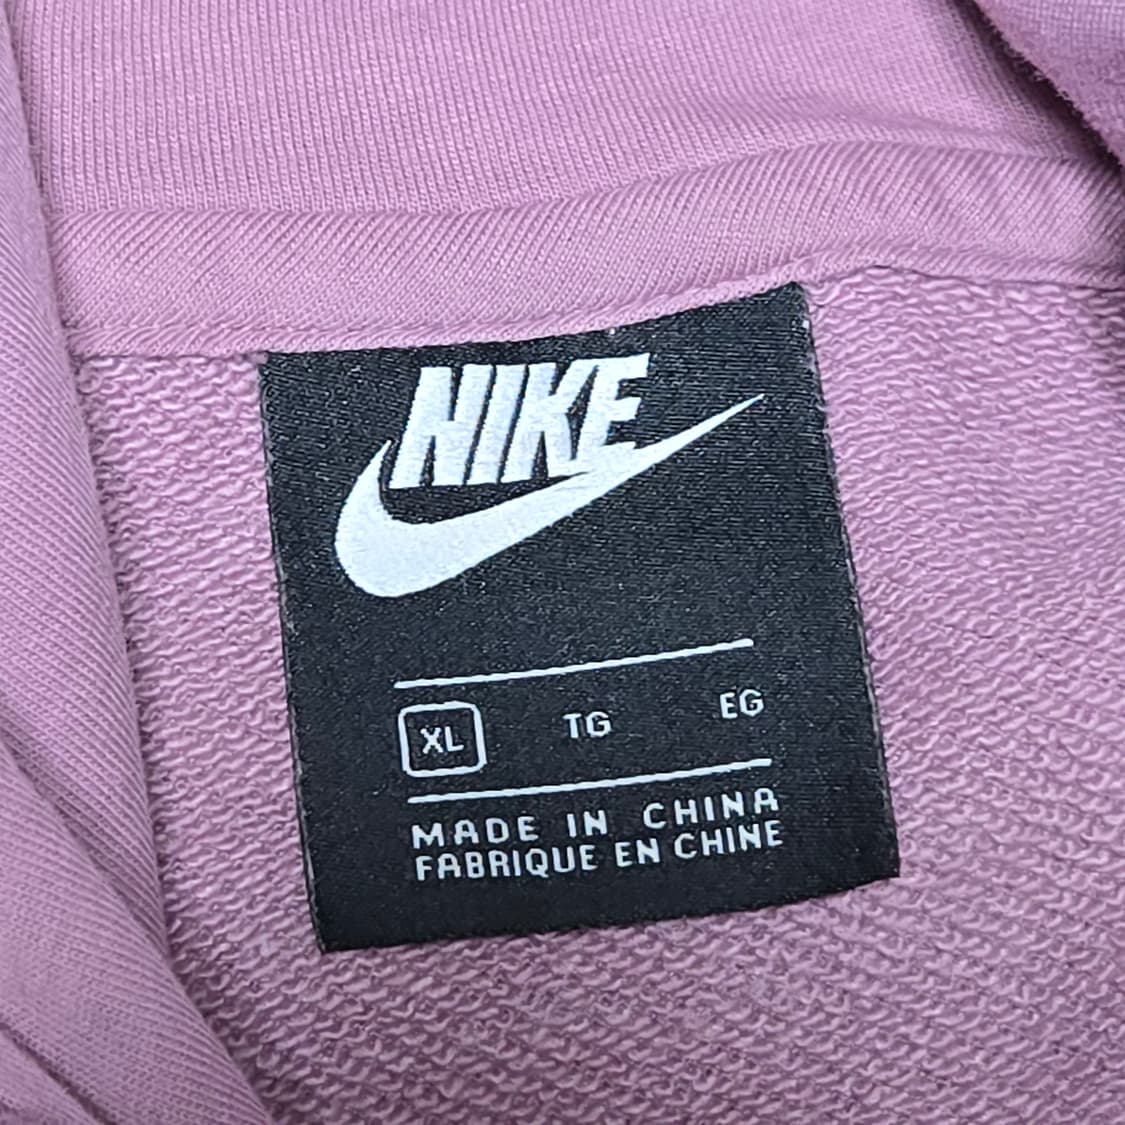 NIKE
XL TG EG
MADE IN CHINA
FABRIQUE EN CHINE